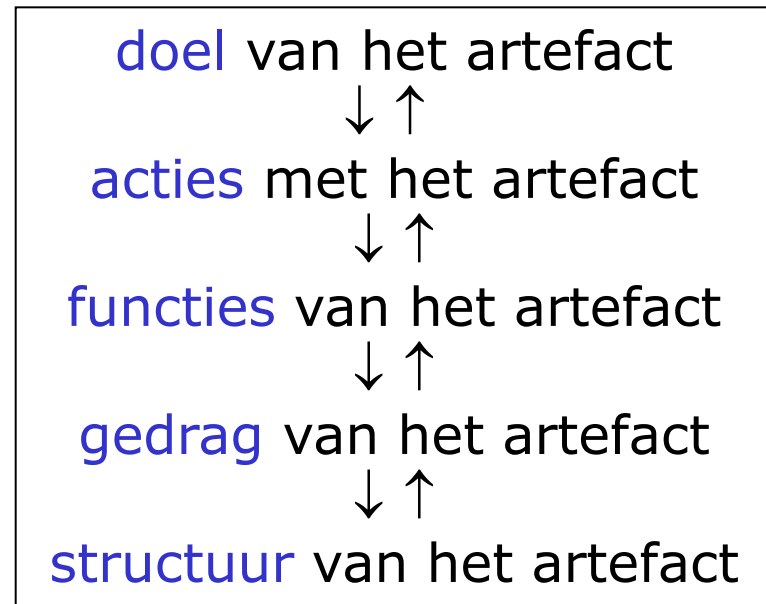 doel van het artefact
↓ ↑
acties met het artefact
↓ ↑
functies van het artefact
↓ ↑
gedrag van het artefact
↓ ↑
structuur van het artefact